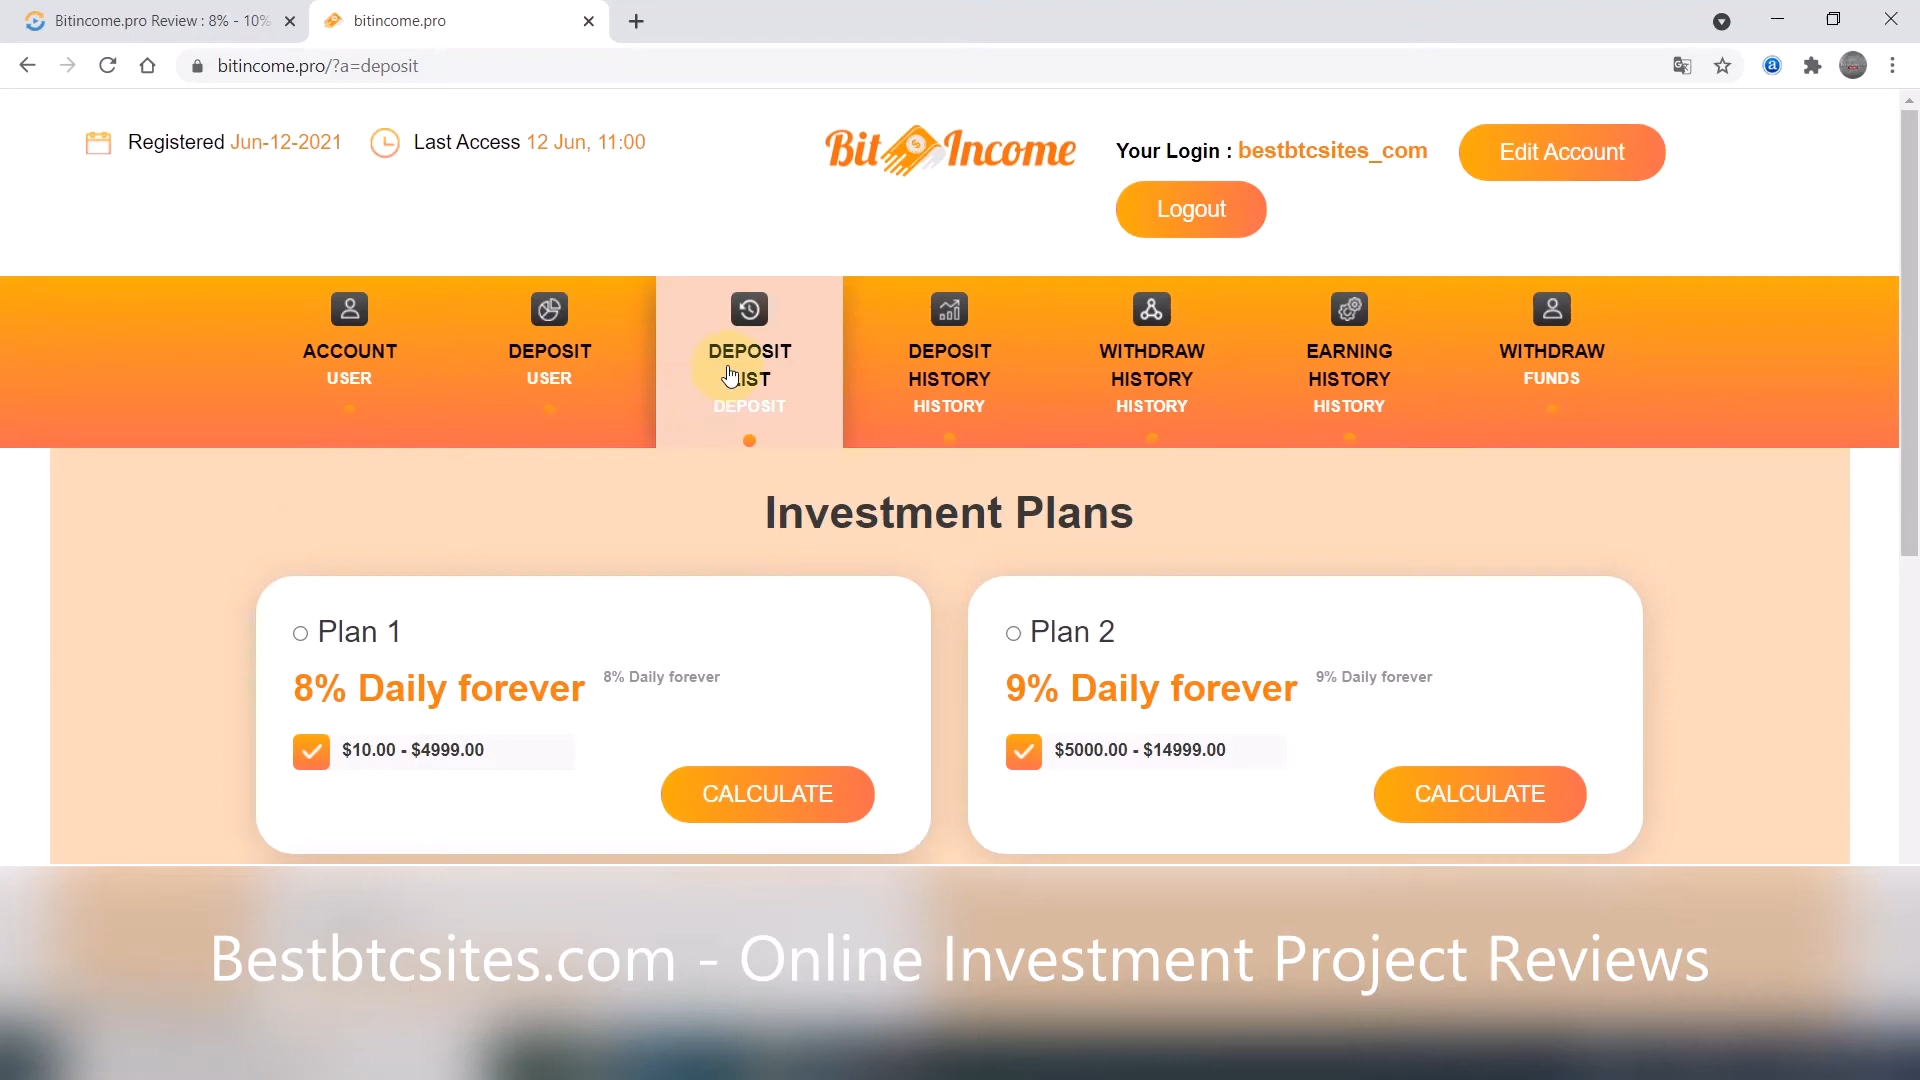 Bitincome.pro Review : 8% - 10%
bitincome.pro
bitincome.pro/?a=deposit
Registered Jun-12-2021
Last Access 12 Jun, 11:00
Bit Income
Your Login : bestbtcsites_com
Edit Account
Logout
ACCOUNT
USER
DEPOSIT
USER
DEPOSIT
LIST
DEPOSIT
DEPOSIT
HISTORY
HISTORY
WITHDRAW
HISTORY
HISTORY
EARNING
HISTORY
HISTORY
WITHDRAW
FUNDS
Investment Plans
Plan 1
8% Daily forever 8% Daily forever
$10.00 - $4999.00
CALCULATE
Plan 2
9% Daily forever 9% Daily forever
$5000.00 - $14999.00
CALCULATE
Bestbtcsites.com - Online Investment Project Reviews